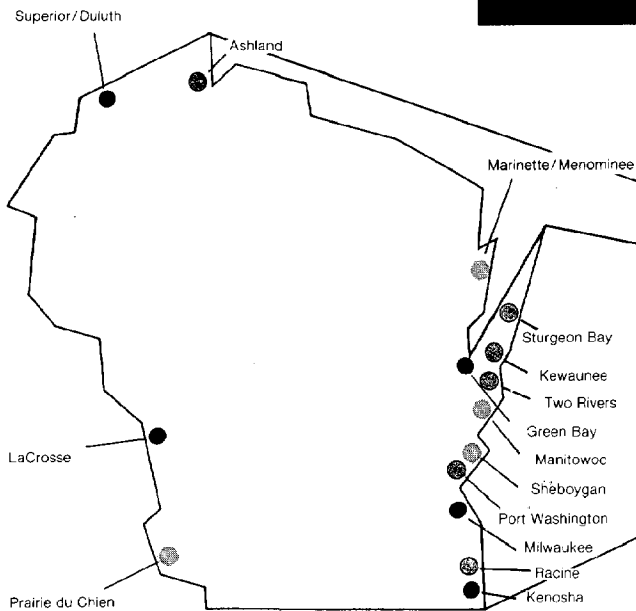 Superior/Duluth
Ashland
Marinette/Menominee
Sturgeon Bay
Kewaunee
Two Rivers
Green Bay
LaCrosse
Manitowoc
Sheboygan
Port Washington
Milwaukee
Racine
Prairie du Chien
Kenosha